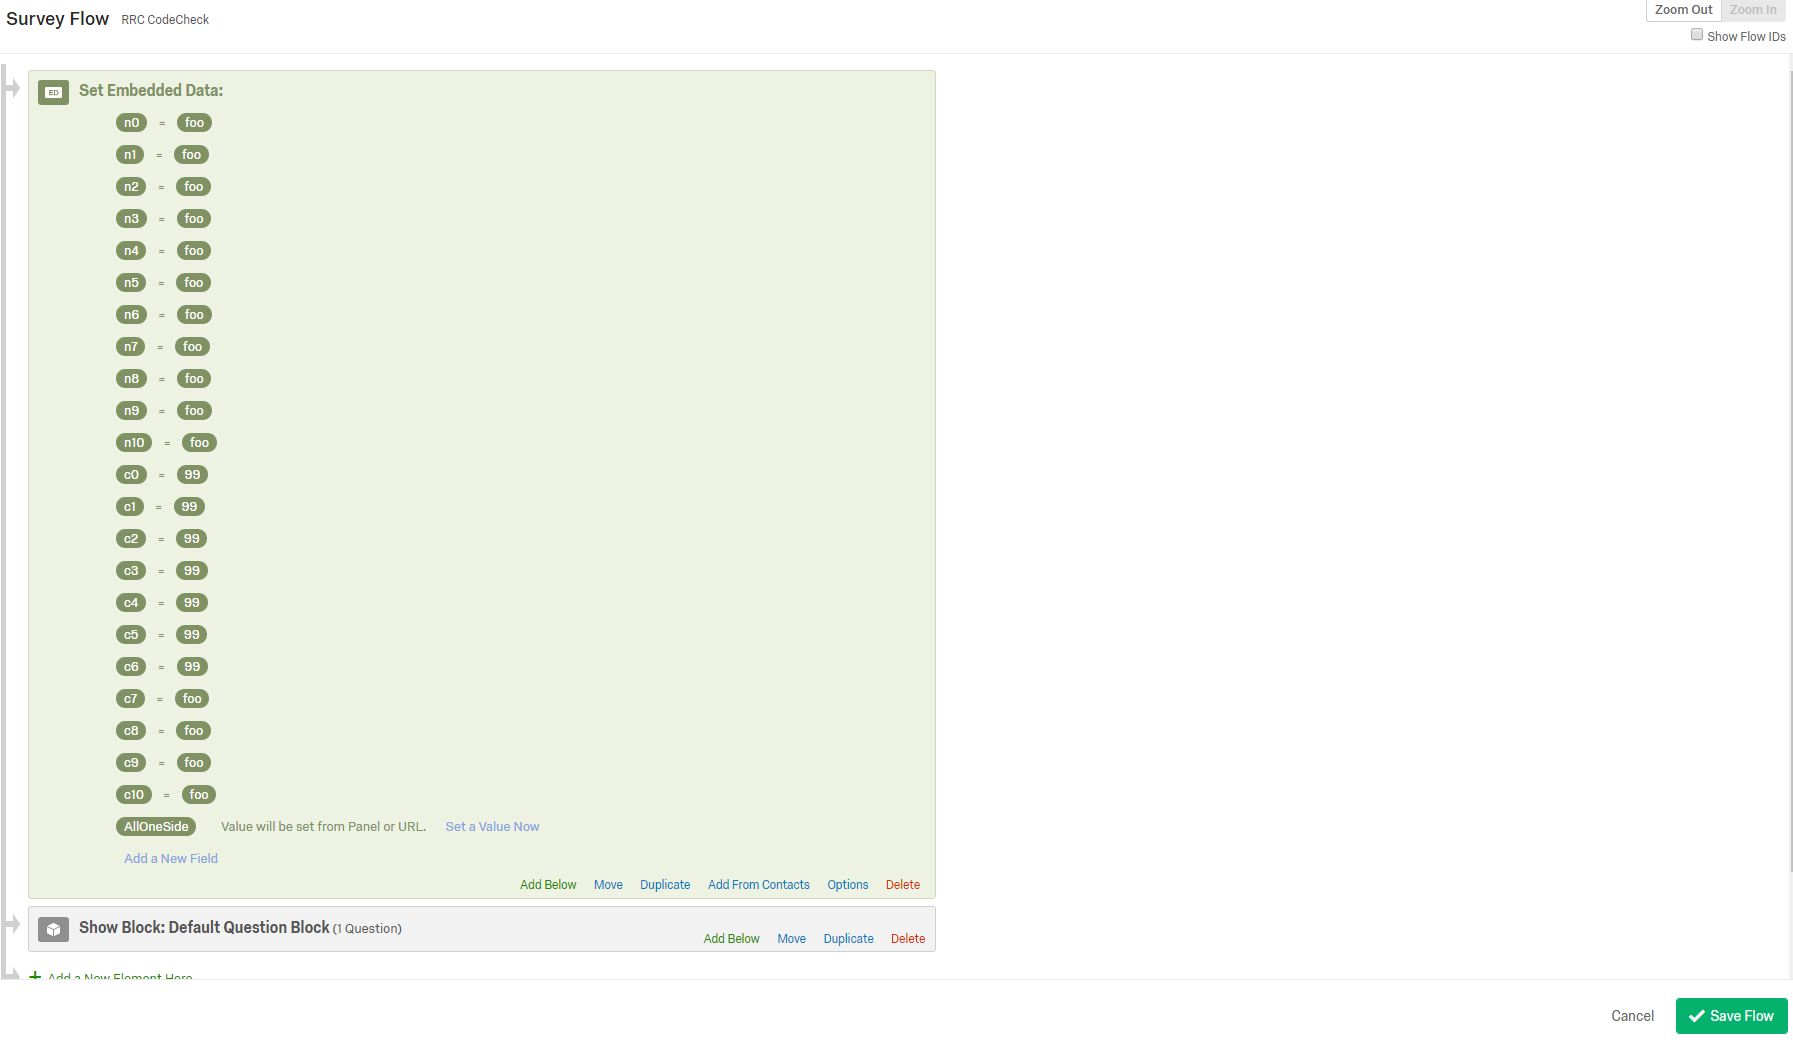 Survey Flow RRC CodeCheck
Zoom Out Zoom In
Show Flow IDs
ED Set Embedded Data:
n0 = foo
n1 = foo
n2 = foo
n3 = foo
n4 = foo
n5 = foo
n6 = foo
n7 = foo
n8 = foo
n9 = foo
n10 = foo
c0 = 99
c1 = 99
c2 = 99
c3 = 99
c4 = 99
c5 = 99
c6 = 99
c7 = foo
c8 = foo
c9 = foo
c10 = foo
AllOneSide Value will be set from Panel or URL. Set a Value Now
Add a New Field
Add Below Move Duplicate Add From Contacts Options Delete
Show Block: Default Question Block (1 Question)
Add Below Move Duplicate Delete
+ Add a New Element Here
Cancel Save Flow